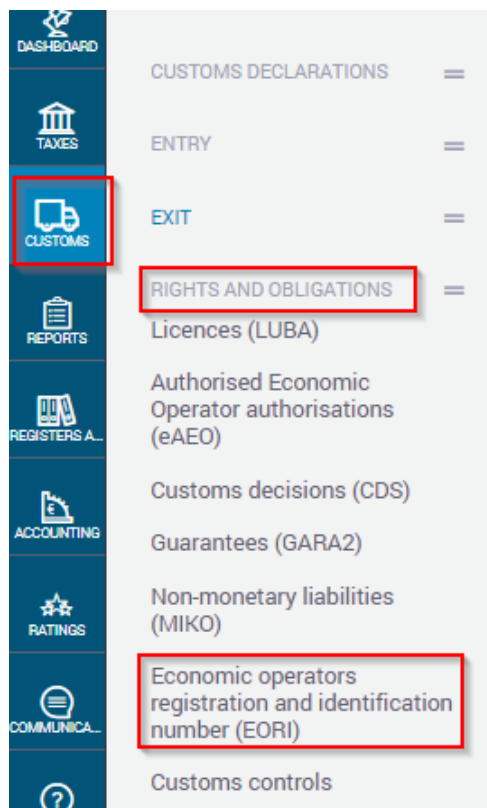 DASHBOARD
TAXES
CUSTOMS
REPORTS
REGISTERS A...
ACCOUNTING
RATINGS
COMMUNICA...
?
CUSTOMS DECLARATIONS
ENTRY
EXIT
RIGHTS AND OBLIGATIONS
Licences (LUBA)
Authorised Economic
Operator authorisations
(eAEO)
Customs decisions (CDS)
Guarantees (GARA2)
Non-monetary liabilities
(MIKO)
Economic operators
registration and identification
number (EORI)
Customs controls